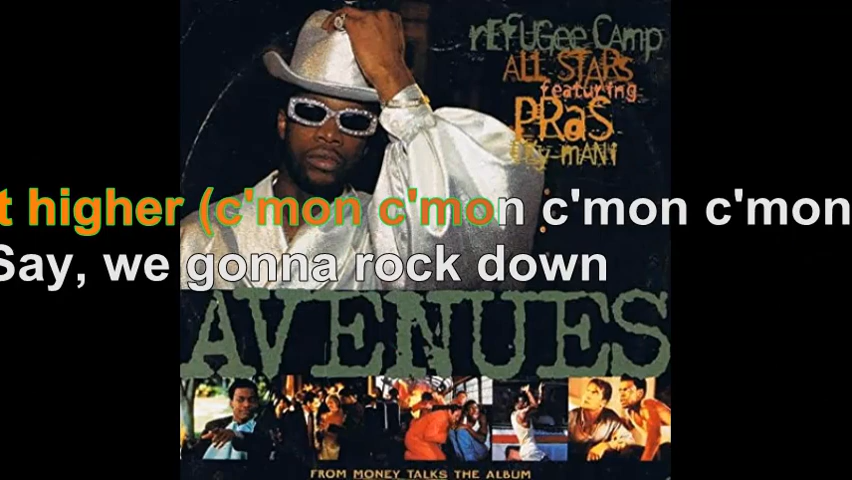 rEfUGee Camp
ALL STARS
featuring
PRaS
t higher (c'mon c'mon c'mon c'mon
Say, we gonna rock down
AVENUES
FROM MONEY TALKS THE ALBUM